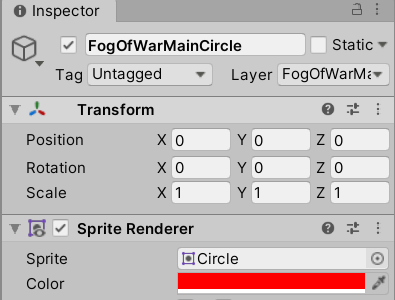 Inspector
FogOfWarMainCircle Static
Tag Untagged Layer FogOfWarMa
Transform
Position X 0 Y 0 Z 0
Rotation X 0 Y 0 Z 0
Scale X 1 Y 1 Z 1
Sprite Renderer
Sprite Circle
Color